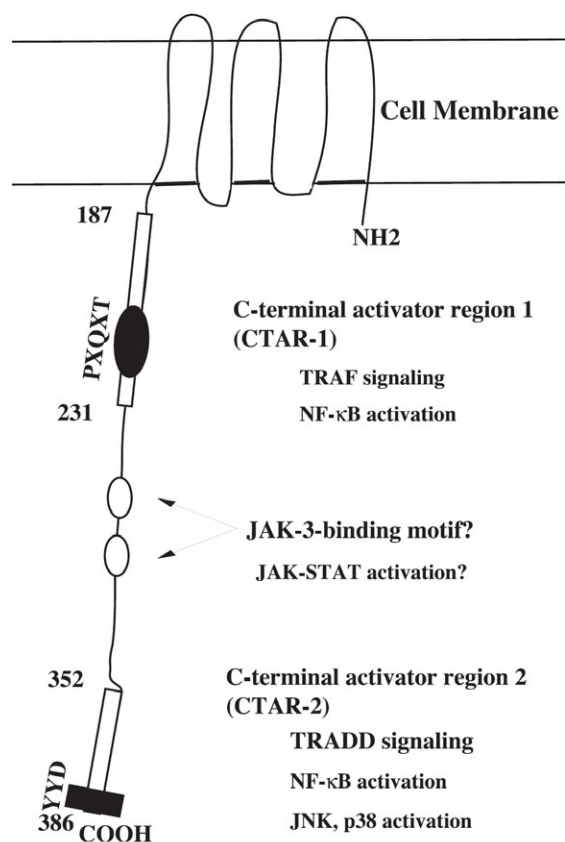 Cell Membrane
187
NH2
PXQXT
C-terminal activator region 1
(CTAR-1)
TRAF signaling
231
NF-κB activation
JAK-3-binding motif?
JAK-STAT activation?
352
C-terminal activator region 2
(CTAR-2)
TRADD signaling
YYD
NF-κB activation
386
COOH
JNK, p38 activation